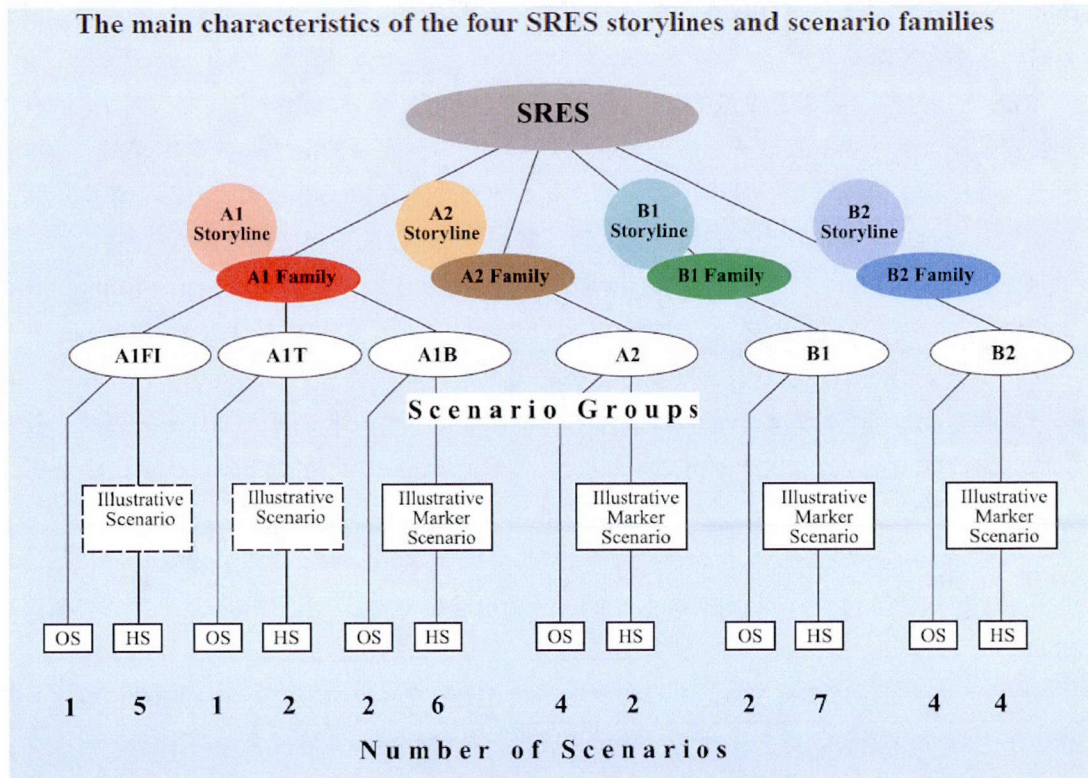 The main characteristics of the four SRES storylines and scenario families
SRES
A1
Storyline
A2
Storyline
B1
Storyline
B2
Storyline
A1 Family
A2 Family
B1 Family
B2 Family
A1FI
A1T
A1B
A2
B1
B2
Scenario Groups
Illustrative
Scenario
Illustrative
Scenario
Illustrative
Marker
Scenario
Illustrative
Marker
Scenario
Illustrative
Marker
Scenario
Illustrative
Marker
Scenario
OS HS OS HS OS HS OS HS OS HS OS HS
1 5 1 2 2 6 4 2 2 7 4 4
Number of Scenarios